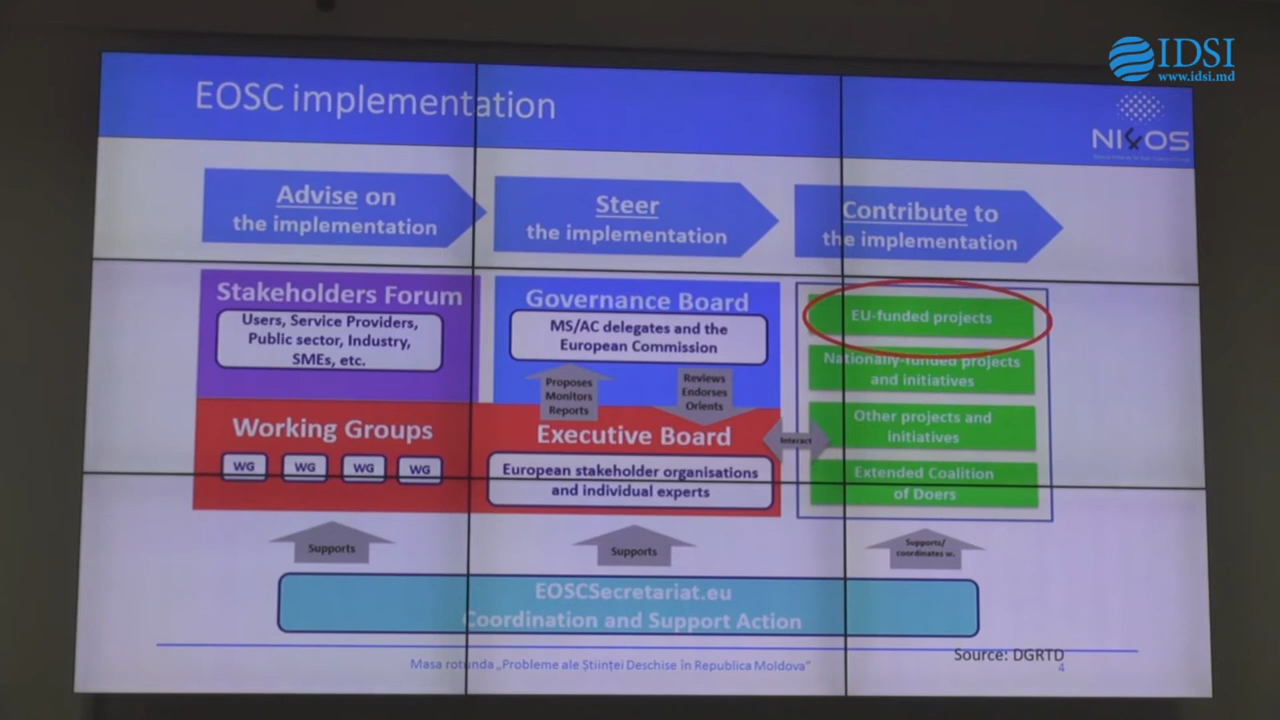 IDSI
www.idsi.md
EOSC implementation
NI4OS
Advise on
the implementation
Steer
the implementation
Contribute to
the implementation
Stakeholders Forum
Users, Service Providers,
Public sector, Industry,
SMEs, etc.
Governance Board
MS/AC delegates and the
European Commission
EU-funded projects
Nationally-funded projects
and initiatives
Other projects and
initiatives
Extended Coalition
of Doers
Proposes
Monitors
Reports
Reviews
Endorses
Orients
Interact
Working Groups
WG WG WG WG
Executive Board
European stakeholder organisations
and individual experts
Supports
Supports
Supports/
coordinates w.
EOSCSecretariat.eu
Coordination and Support Action
Source: DGRTD
Masa rotunda „Probleme ale Științei Deschise în Republica Moldova”
4